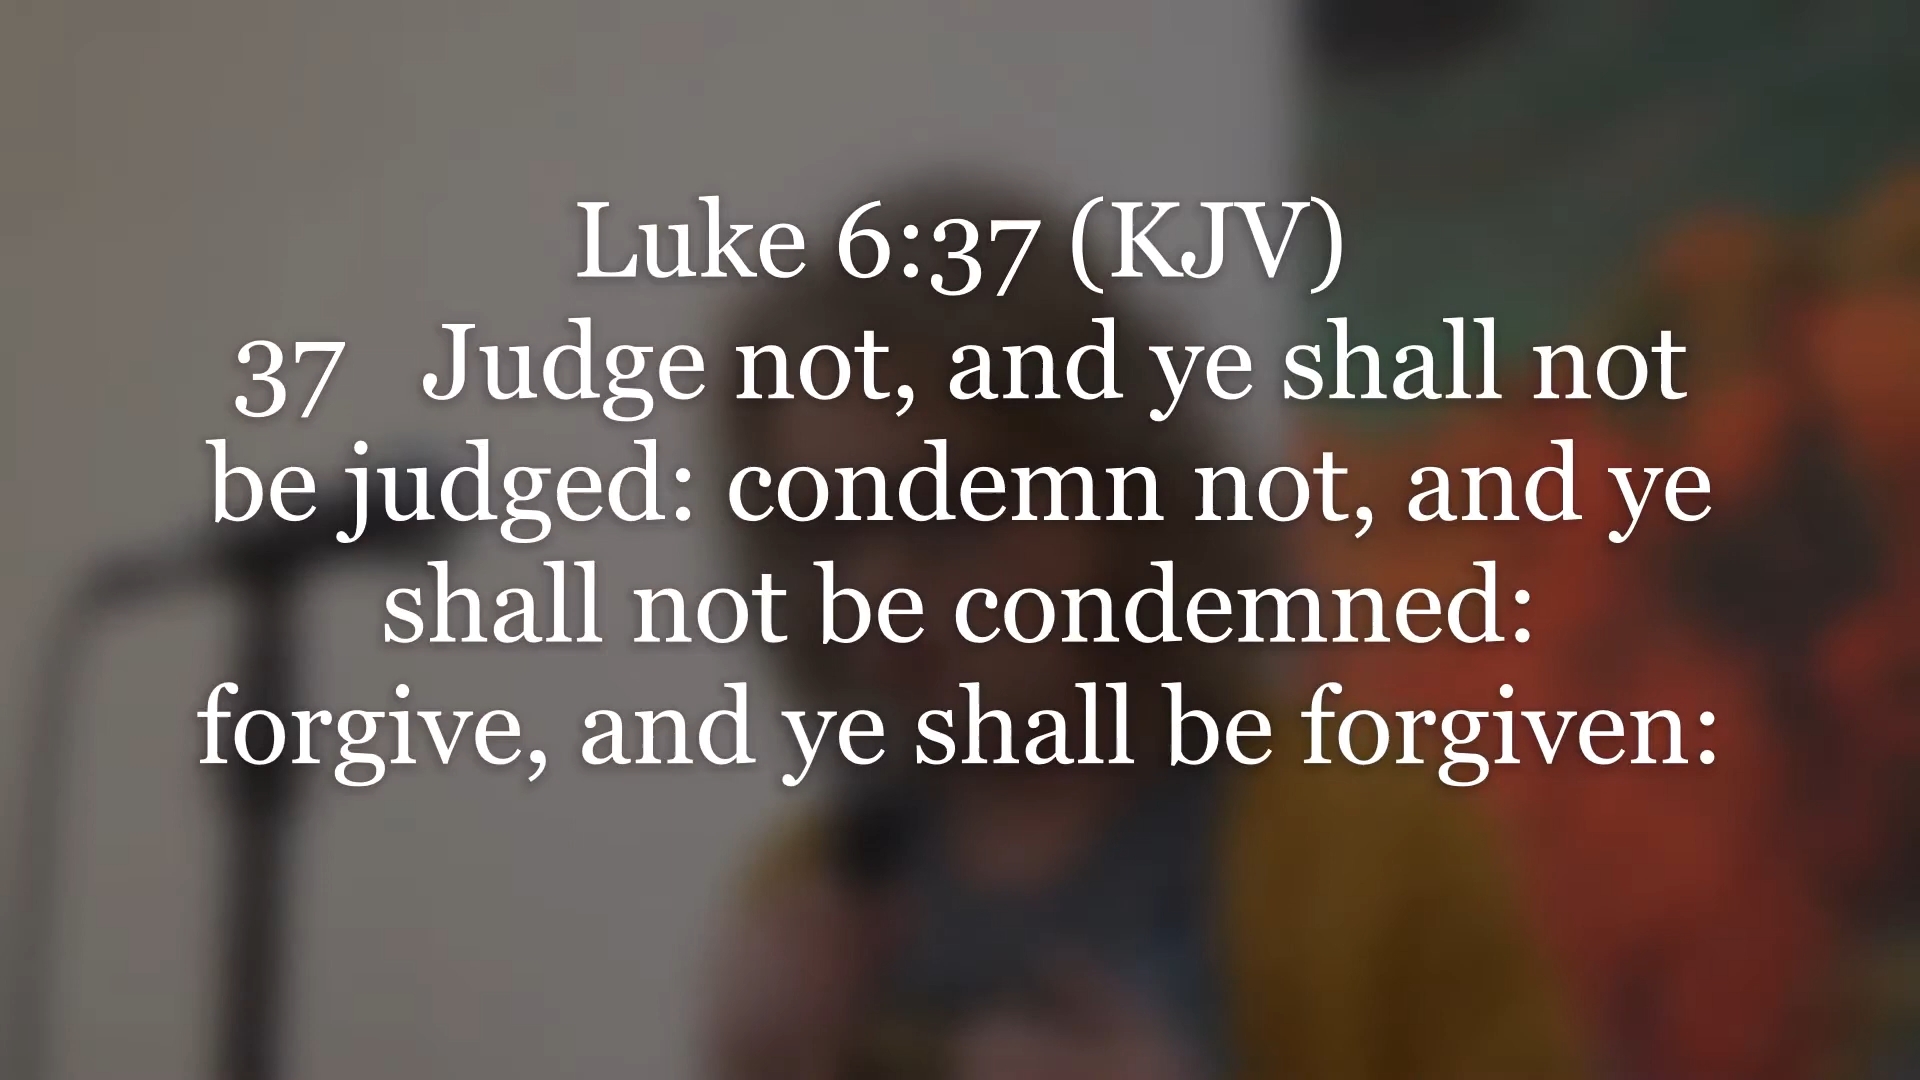 Luke 6:37 (KJV)
37 Judge not, and ye shall not
be judged: condemn not, and ye
shall not be condemned:
forgive, and ye shall be forgiven: